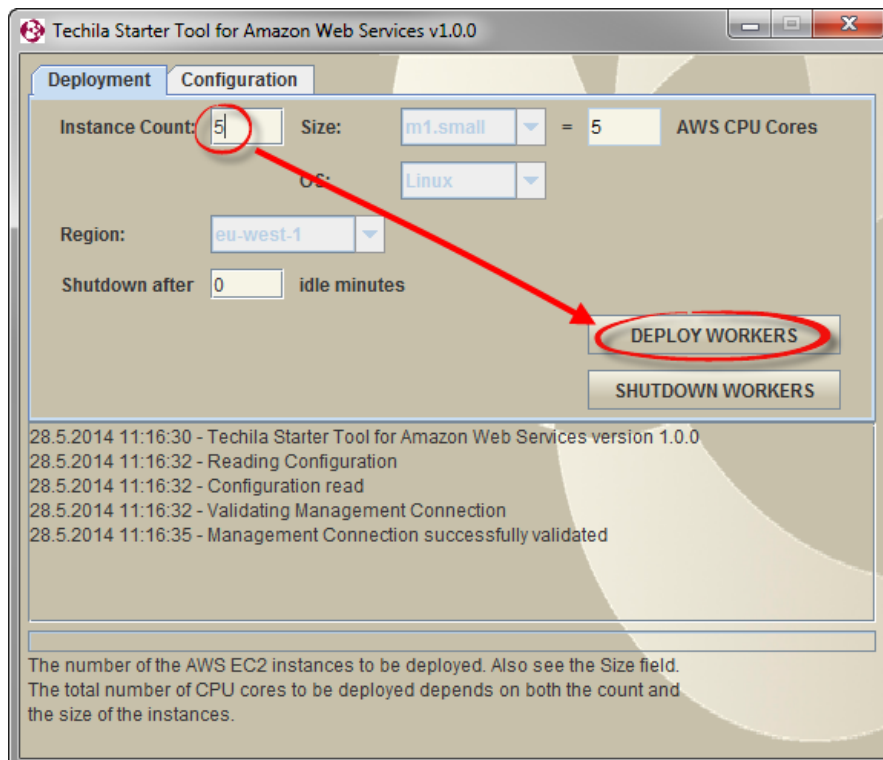 Techila Starter Tool for Amazon Web Services v1.0.0
Deployment Configuration
Instance Count: 5 Size: m1.small = 5 AWS CPU Cores
OS: Linux
Region: eu-west-1
Shutdown after 0 idle minutes
DEPLOY WORKERS
SHUTDOWN WORKERS
28.5.2014 11:16:30 - Techila Starter Tool for Amazon Web Services version 1.0.0
28.5.2014 11:16:32 - Reading Configuration
28.5.2014 11:16:32 - Configuration read
28.5.2014 11:16:32 - Validating Management Connection
28.5.2014 11:16:35 - Management Connection successfully validated
The number of the AWS EC2 instances to be deployed. Also see the Size field.
The total number of CPU cores to be deployed depends on both the count and
the size of the instances.